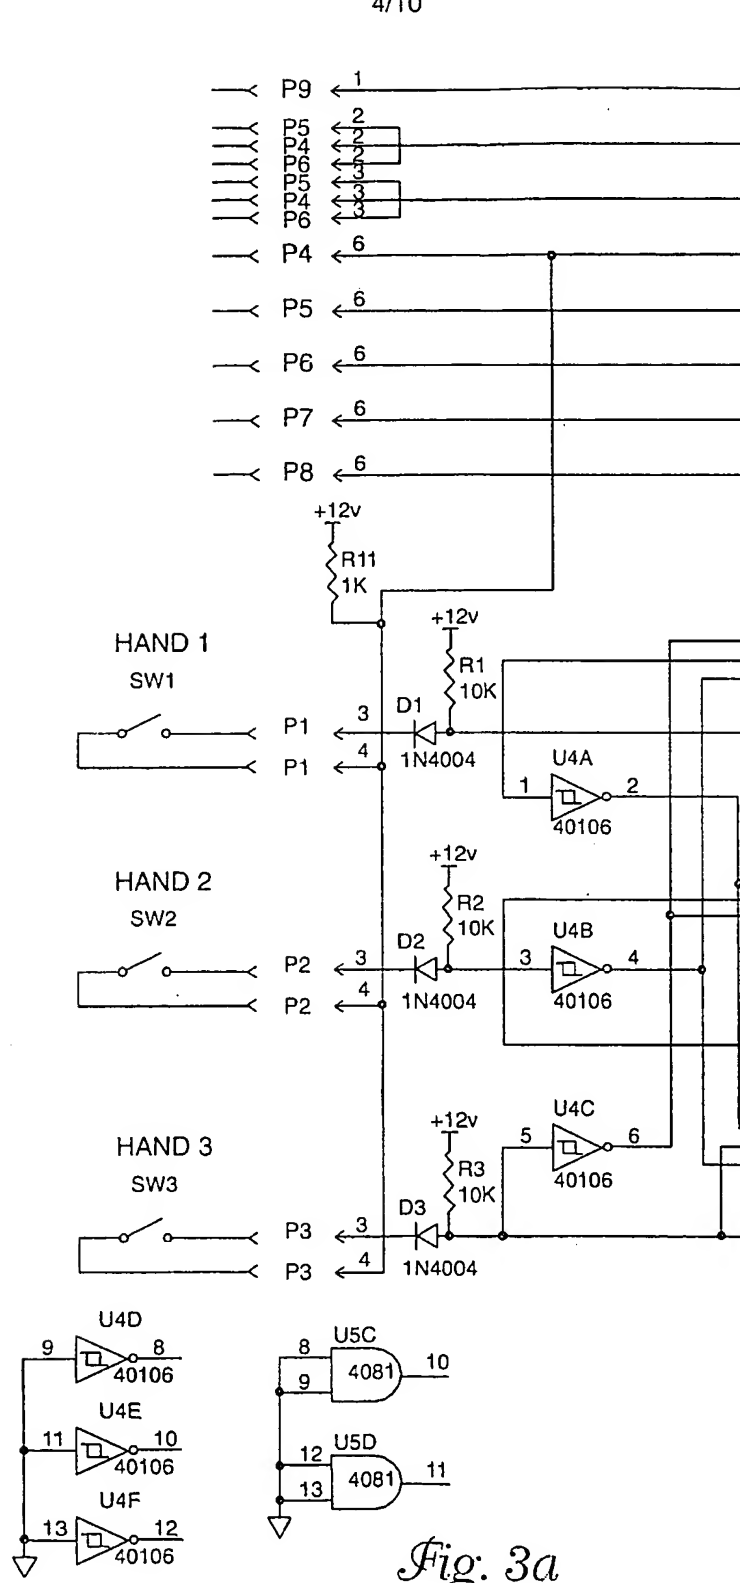 4/10
P9 1
P5 2
P4 2
P6 2
P5 3
P4 3
P6 3
P4 6
P5 6
P6 6
P7 6
P8 6
+12v
R11
1K
HAND 1
SW1
+12v
R1
10K
P1 3
D1
1N4004
P1 4
U4A
1 2
40106
HAND 2
SW2
+12v
R2
10K
P2 3
D2
1N4004
P2 4
U4B
3 4
40106
HAND 3
SW3
+12v
R3
10K
U4C
5 6
40106
P3 3
D3
1N4004
P3 4
U4D
9 8
40106
U4E
11 10
40106
U4F
13 12
40106
U5C
8
9
4081
10
U5D
12
13
4081
11
Fig. 3a